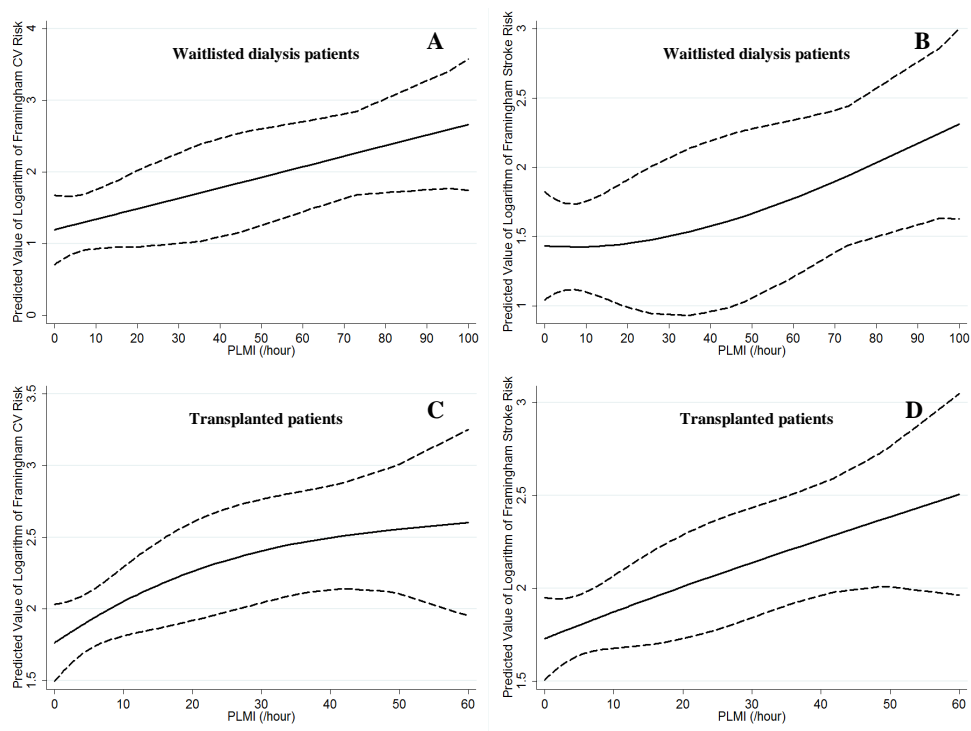 A
Waitlisted dialysis patients
Predicted Value of Logarithm of Framingham CV Risk
4
3
2
1
0
0 10 20 30 40 50 60 70 80 90 100
PLMI (/hour)
B
Waitlisted dialysis patients
Predicted Value of Logarithm of Framingham Stroke Risk
3
2.5
2
1.5
1
0 10 20 30 40 50 60 70 80 90 100
PLMI (/hour)
C
Transplanted patients
Predicted Value of Logarithm of Framingham CV Risk
3.5
3
2.5
2
1.5
0 10 20 30 40 50 60
PLMI (/hour)
D
Transplanted patients
Predicted Value of Logarithm of Framingham Stroke Risk
3
2.5
2
1.5
0 10 20 30 40 50 60
PLMI (/hour)